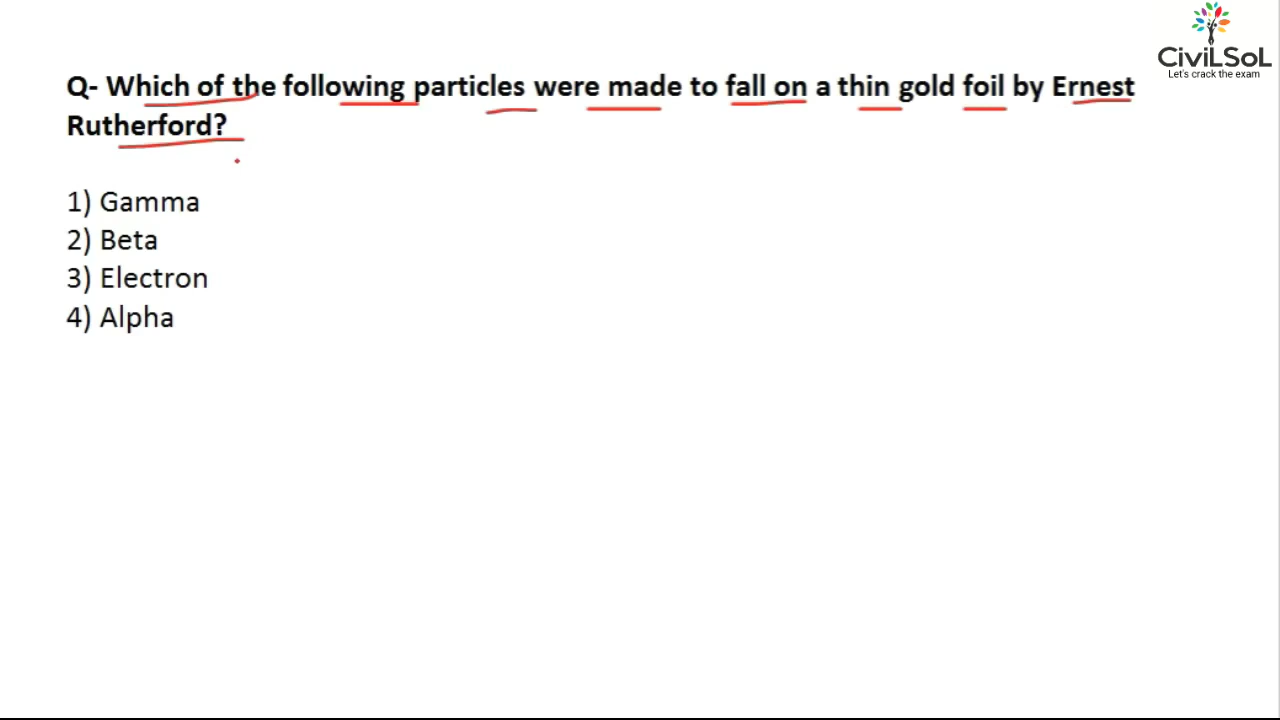 CiviLSoL
Let's crack the exam
Q- Which of the following particles were made to fall on a thin gold foil by Ernest
Rutherford?
1) Gamma
2) Beta
3) Electron
4) Alpha